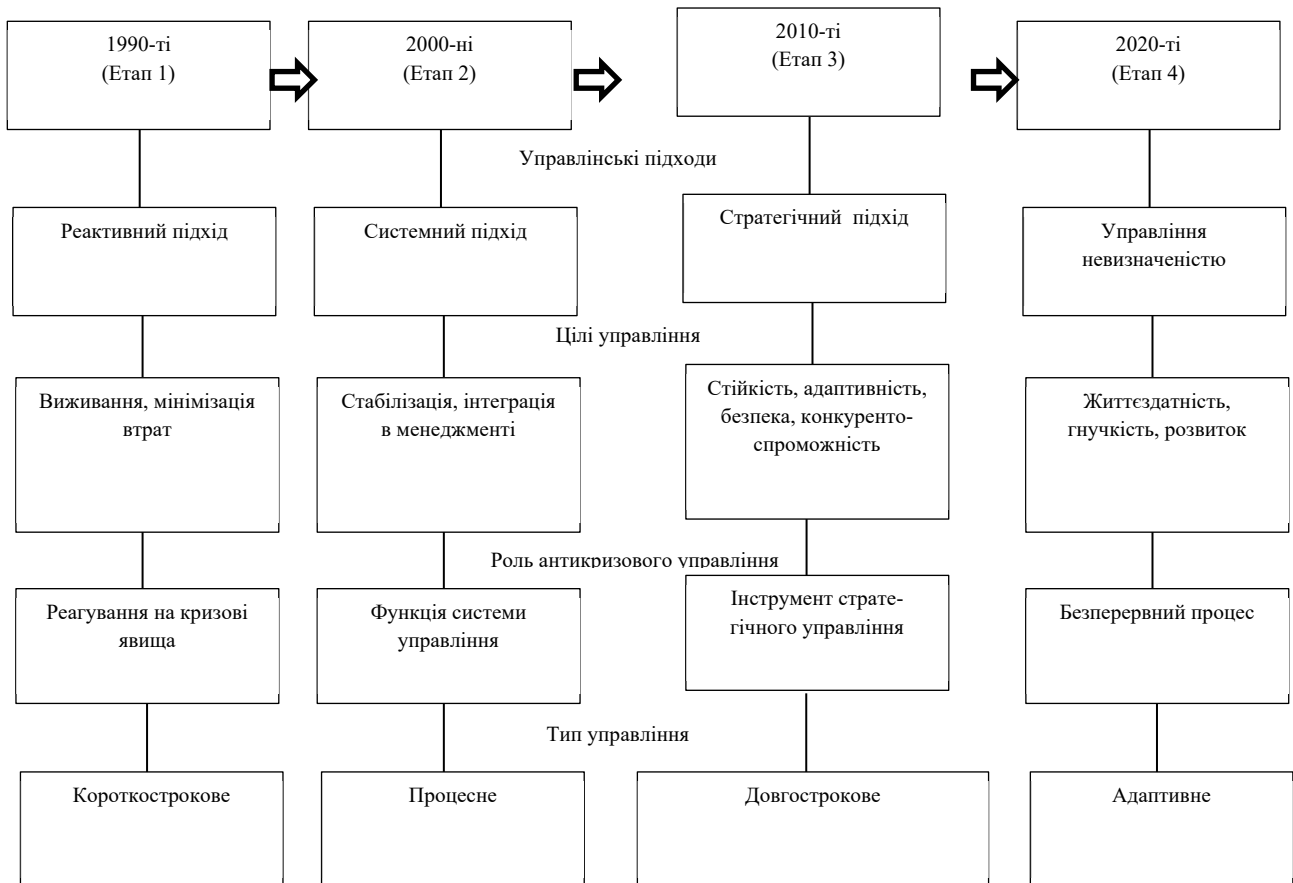 1990-ті
(Етап 1)
2000-ні
(Етап 2)
2010-ті
(Етап 3)
2020-ті
(Етап 4)
Управлінські підходи
Реактивний підхід
Системний підхід
Стратегічний підхід
Управління
невизначеністю
Цілі управління
Виживання, мінімізація
втрат
Стабілізація, інтеграція
в менеджменті
Стійкість, адаптивність,
безпека, конкуренто-
спроможність
Життєздатність,
гнучкість, розвиток
Роль антикризового управління
Реагування на кризові
явища
Функція системи
управління
Інструмент страте-
гічного управління
Безперервний процес
Тип управління
Короткострокове
Процесне
Довгострокове
Адаптивне